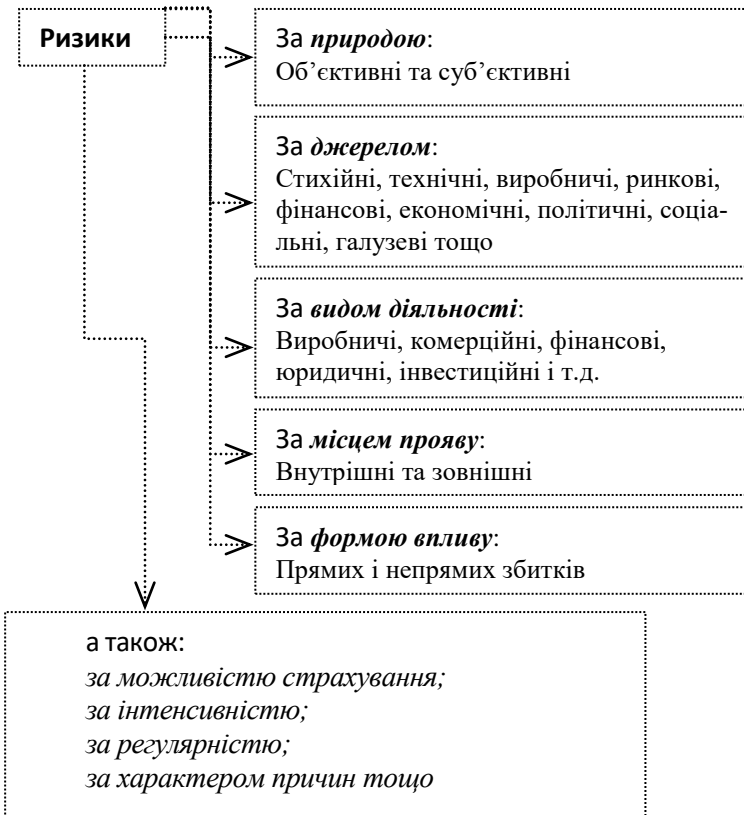 Ризики
За природою:
Об’єктивні та суб’єктивні
За джерелом:
Стихійні, технічні, виробничі, ринкові,
фінансові, економічні, політичні, соціа-
льні, галузеві тощо
За видом діяльності:
Виробничі, комерційні, фінансові,
юридичні, інвестиційні і т.д.
За місцем прояву:
Внутрішні та зовнішні
За формою впливу:
Прямих і непрямих збитків
а також:
за можливістю страхування;
за інтенсивністю;
за регулярністю;
за характером причин тощо